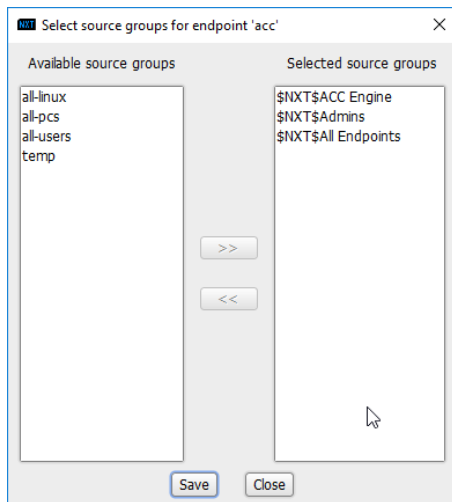 NXT Select source groups for endpoint 'acc'
Available source groups
all-linux
all-pcs
all-users
temp
>>
<<
Selected source groups
$NXT$ACC Engine
$NXT$Admins
$NXT$All Endpoints
Save
Close